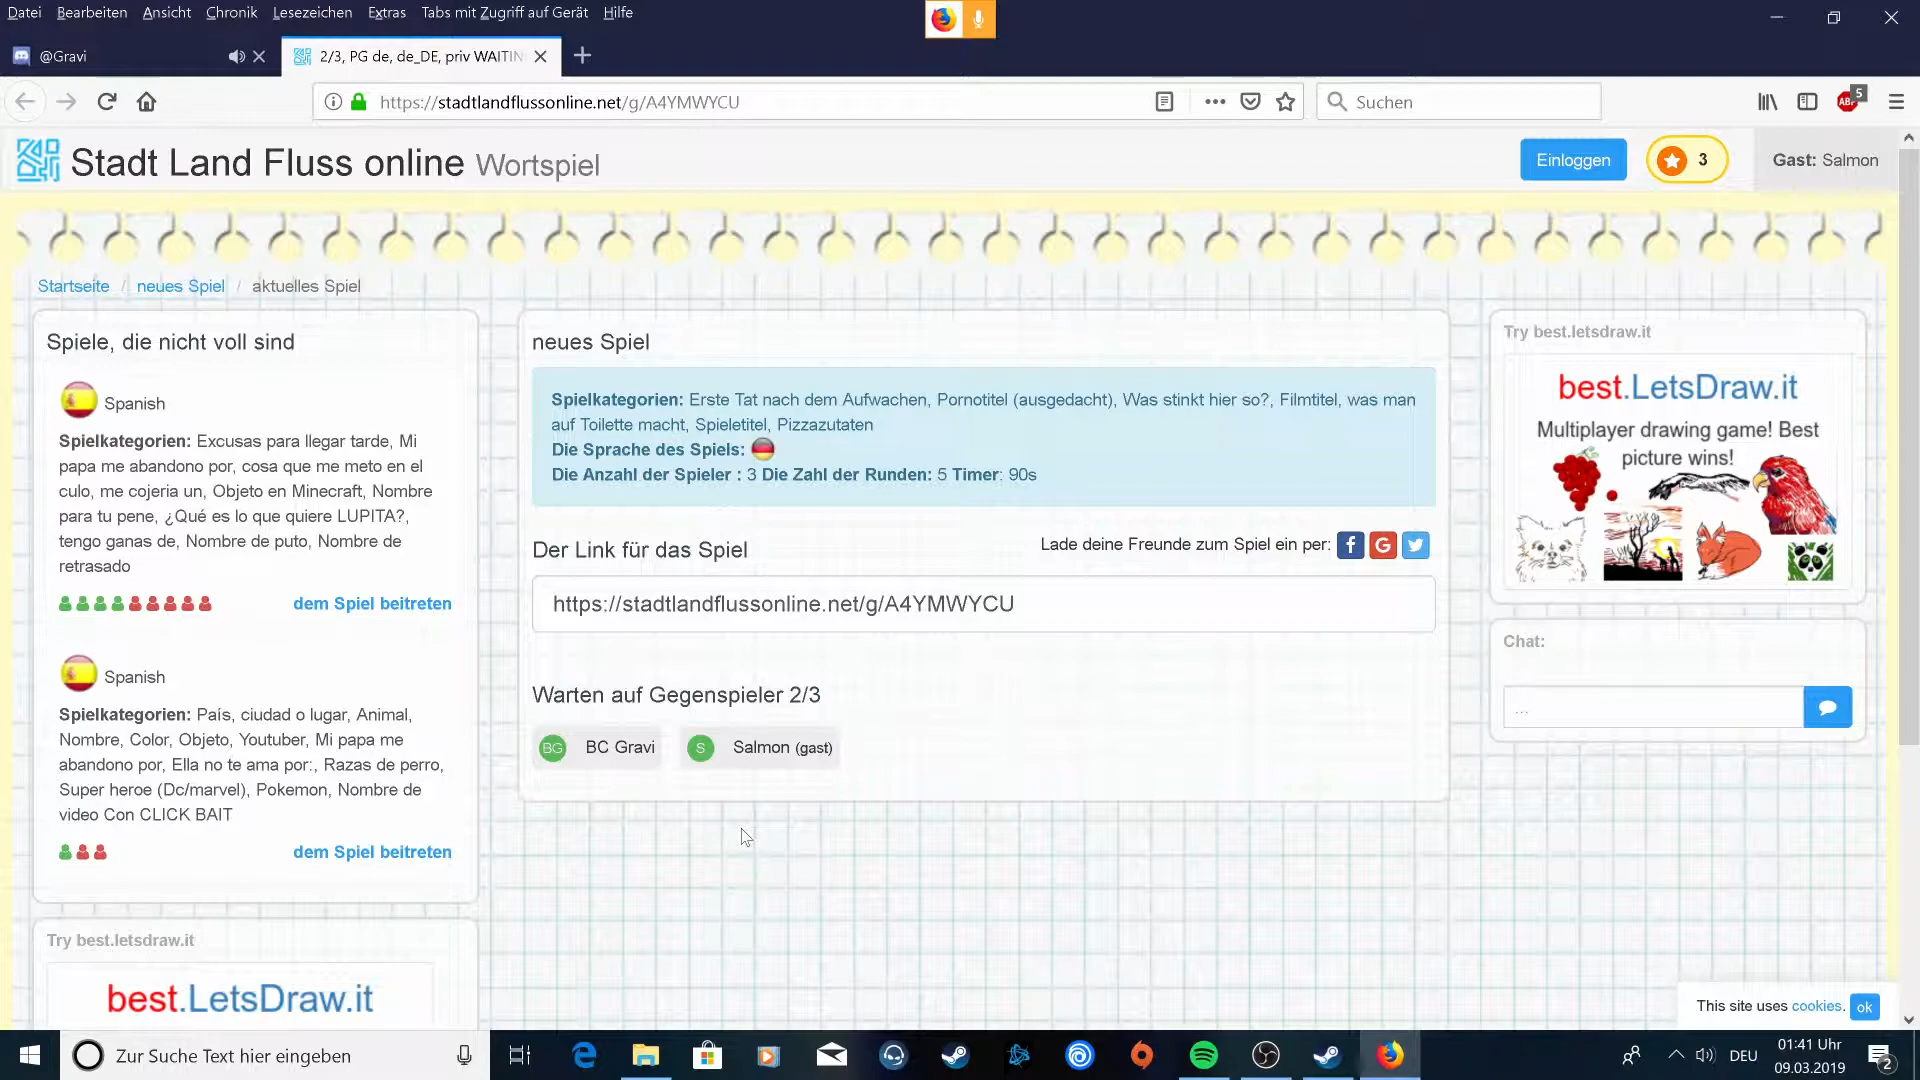 Datei Bearbeiten Ansicht Chronik Lesezeichen Extras Tabs mit Zugriff auf Gerät Hilfe
@Gravi
2/3, PG de, de_DE, priv WAITIN
https://stadtlandflussonline.net/g/A4YMWYCU
Suchen
ABP
5
Stadt Land Fluss online Wortspiel
Einloggen
3
Gast: Salmon
Startseite / neues Spiel / aktuelles Spiel
Spiele, die nicht voll sind
Spanish
Spielkategorien: Excusas para llegar tarde, Mi
papa me abandono por, cosa que me meto en el
culo, me cojeria un, Objeto en Minecraft, Nombre
para tu pene, ¿Qué es lo que quiere LUPITA?,
tengo ganas de, Nombre de puto, Nombre de
retrasado
dem Spiel beitreten
Spanish
Spielkategorien: País, ciudad o lugar, Animal,
Nombre, Color, Objeto, Youtuber, Mi papa me
abandono por, Ella no te ama por:, Razas de perro,
Super heroe (Dc/marvel), Pokemon, Nombre de
video Con CLICK BAIT
dem Spiel beitreten
Try best.letsdraw.it
best.LetsDraw.it
neues Spiel
Spielkategorien: Erste Tat nach dem Aufwachen, Pornotitel (ausgedacht), Was stinkt hier so?, Filmtitel, was man
auf Toilette macht, Spieletitel, Pizzazutaten
Die Sprache des Spiels:
Die Anzahl der Spieler : 3 Die Zahl der Runden: 5 Timer: 90s
Der Link für das Spiel
Lade deine Freunde zum Spiel ein per:
https://stadtlandflussonline.net/g/A4YMWYCU
Warten auf Gegenspieler 2/3
BG BC Gravi
S Salmon (gast)
Try best.letsdraw.it
best.LetsDraw.it
Multiplayer drawing game! Best
picture wins!
Chat:
...
This site uses cookies. ok
Zur Suche Text hier eingeben
DEU
01:41 Uhr
09.03.2019
2